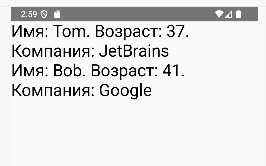 2:59
Имя: Tom. Возраст: 37.
Компания: JetBrains
Имя: Bob. Возраст: 41.
Компания: Google